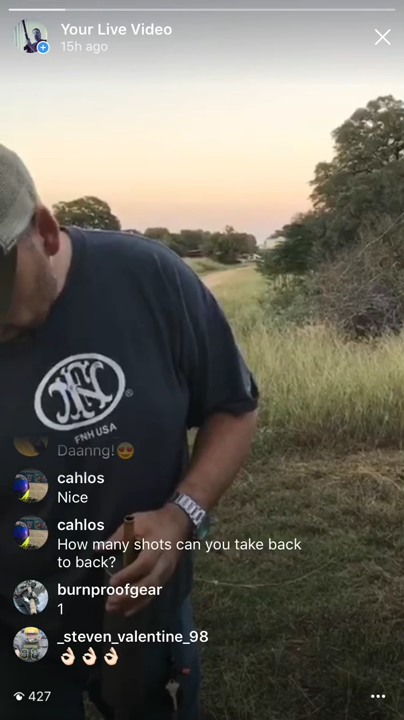 Your Live Video
15h ago
FN
®
FNH USA
Daanng!😍
cahlos
Nice
cahlos
How many shots can you take back
to back?
burnproofgear
1
_steven_valentine_98
👌🏻👌🏻👌🏻
427